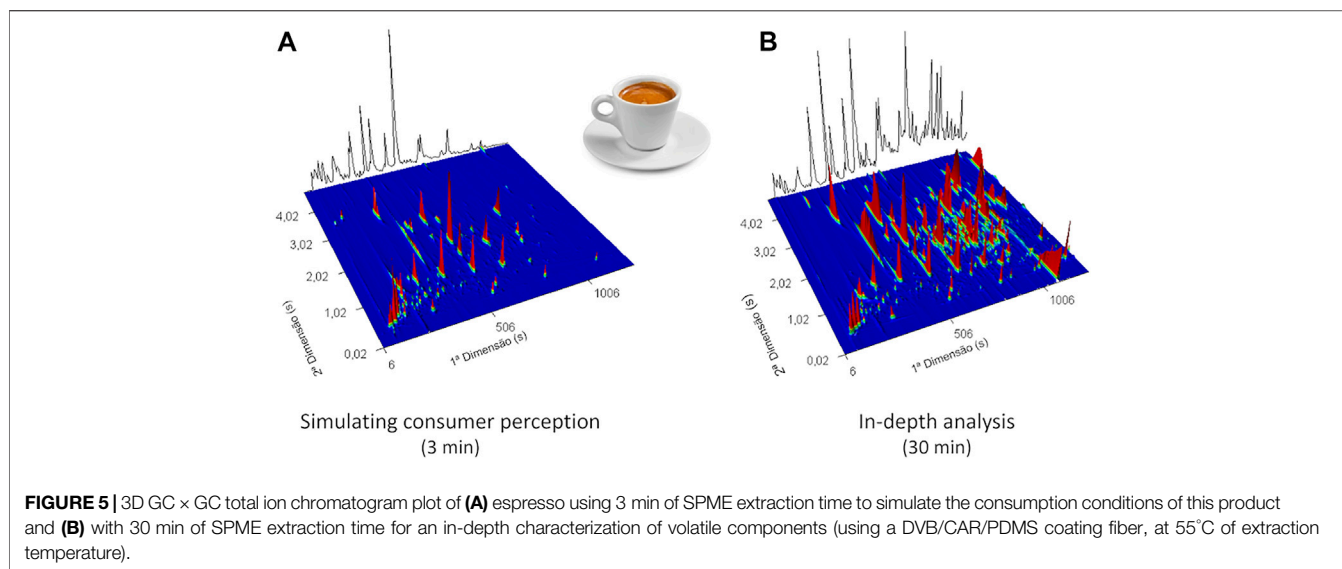 A
B
4,02
3,02
2,02
1,02
0,02
2ª Dimensão (s)
6
506
1006
1ª Dimensão (s)
4,02
3,02
2,02
1,02
0,02
2ª Dimensão (s)
6
506
1006
1ª Dimensão (s)
Simulating consumer perception
(3 min)
In-depth analysis
(30 min)
FIGURE 5 | 3D GC × GC total ion chromatogram plot of (A) espresso using 3 min of SPME extraction time to simulate the consumption conditions of this product
and (B) with 30 min of SPME extraction time for an in-depth characterization of volatile components (using a DVB/CAR/PDMS coating fiber, at 55°C of extraction
temperature).